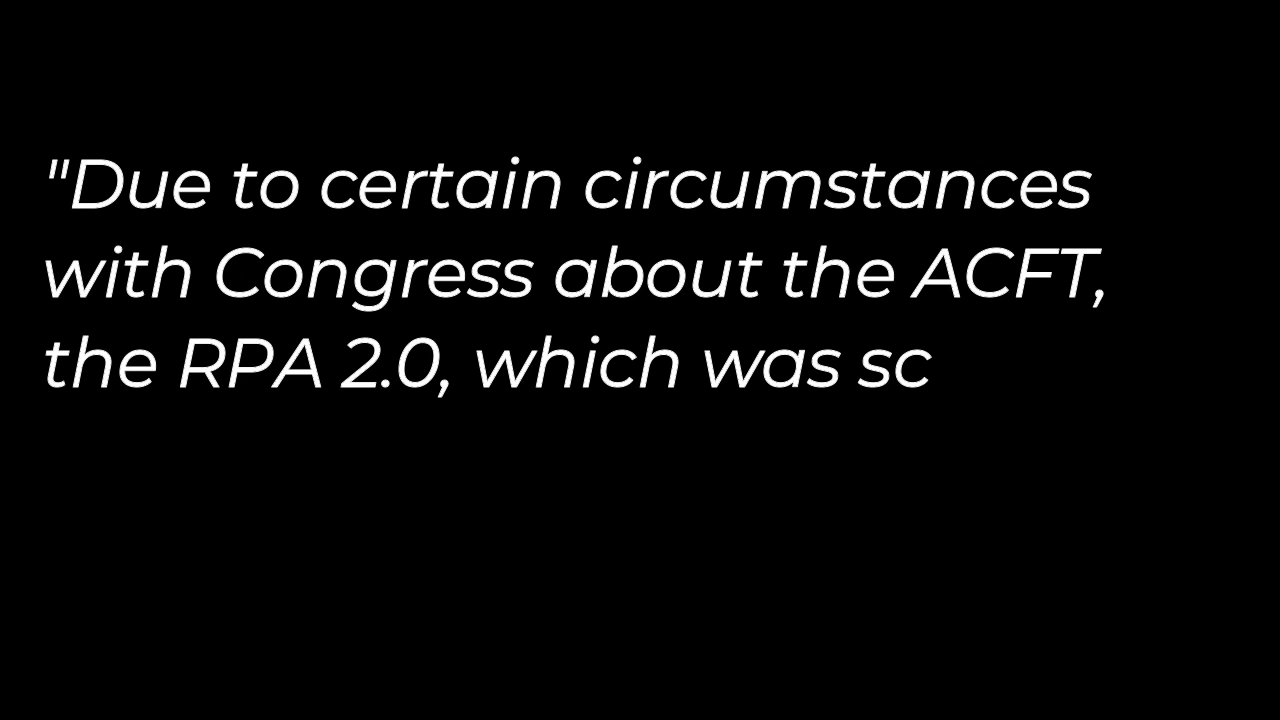 "Due to certain circumstances
with Congress about the ACFT,
the RPA 2.0, which was sc